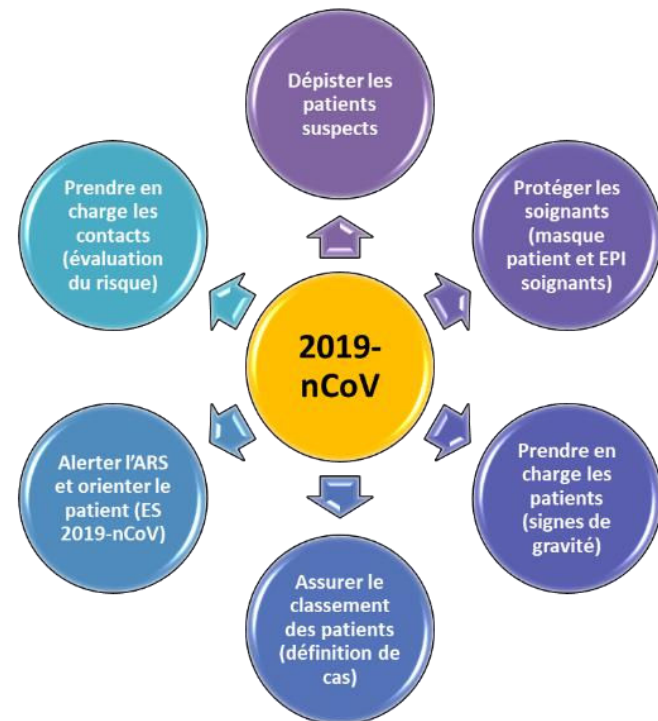 Dépister les
patients
suspects
Protéger les
soignants
(masque
patient et EPI
soignants)
Prendre en
charge les
patients
(signes de
gravité)
Assurer le
classement
des patients
(définition de
cas)
Alerter l'ARS
et orienter le
patient (ES
2019-nCoV)
Prendre en
charge les
contacts
(évaluation
du risque)
2019-
nCoV